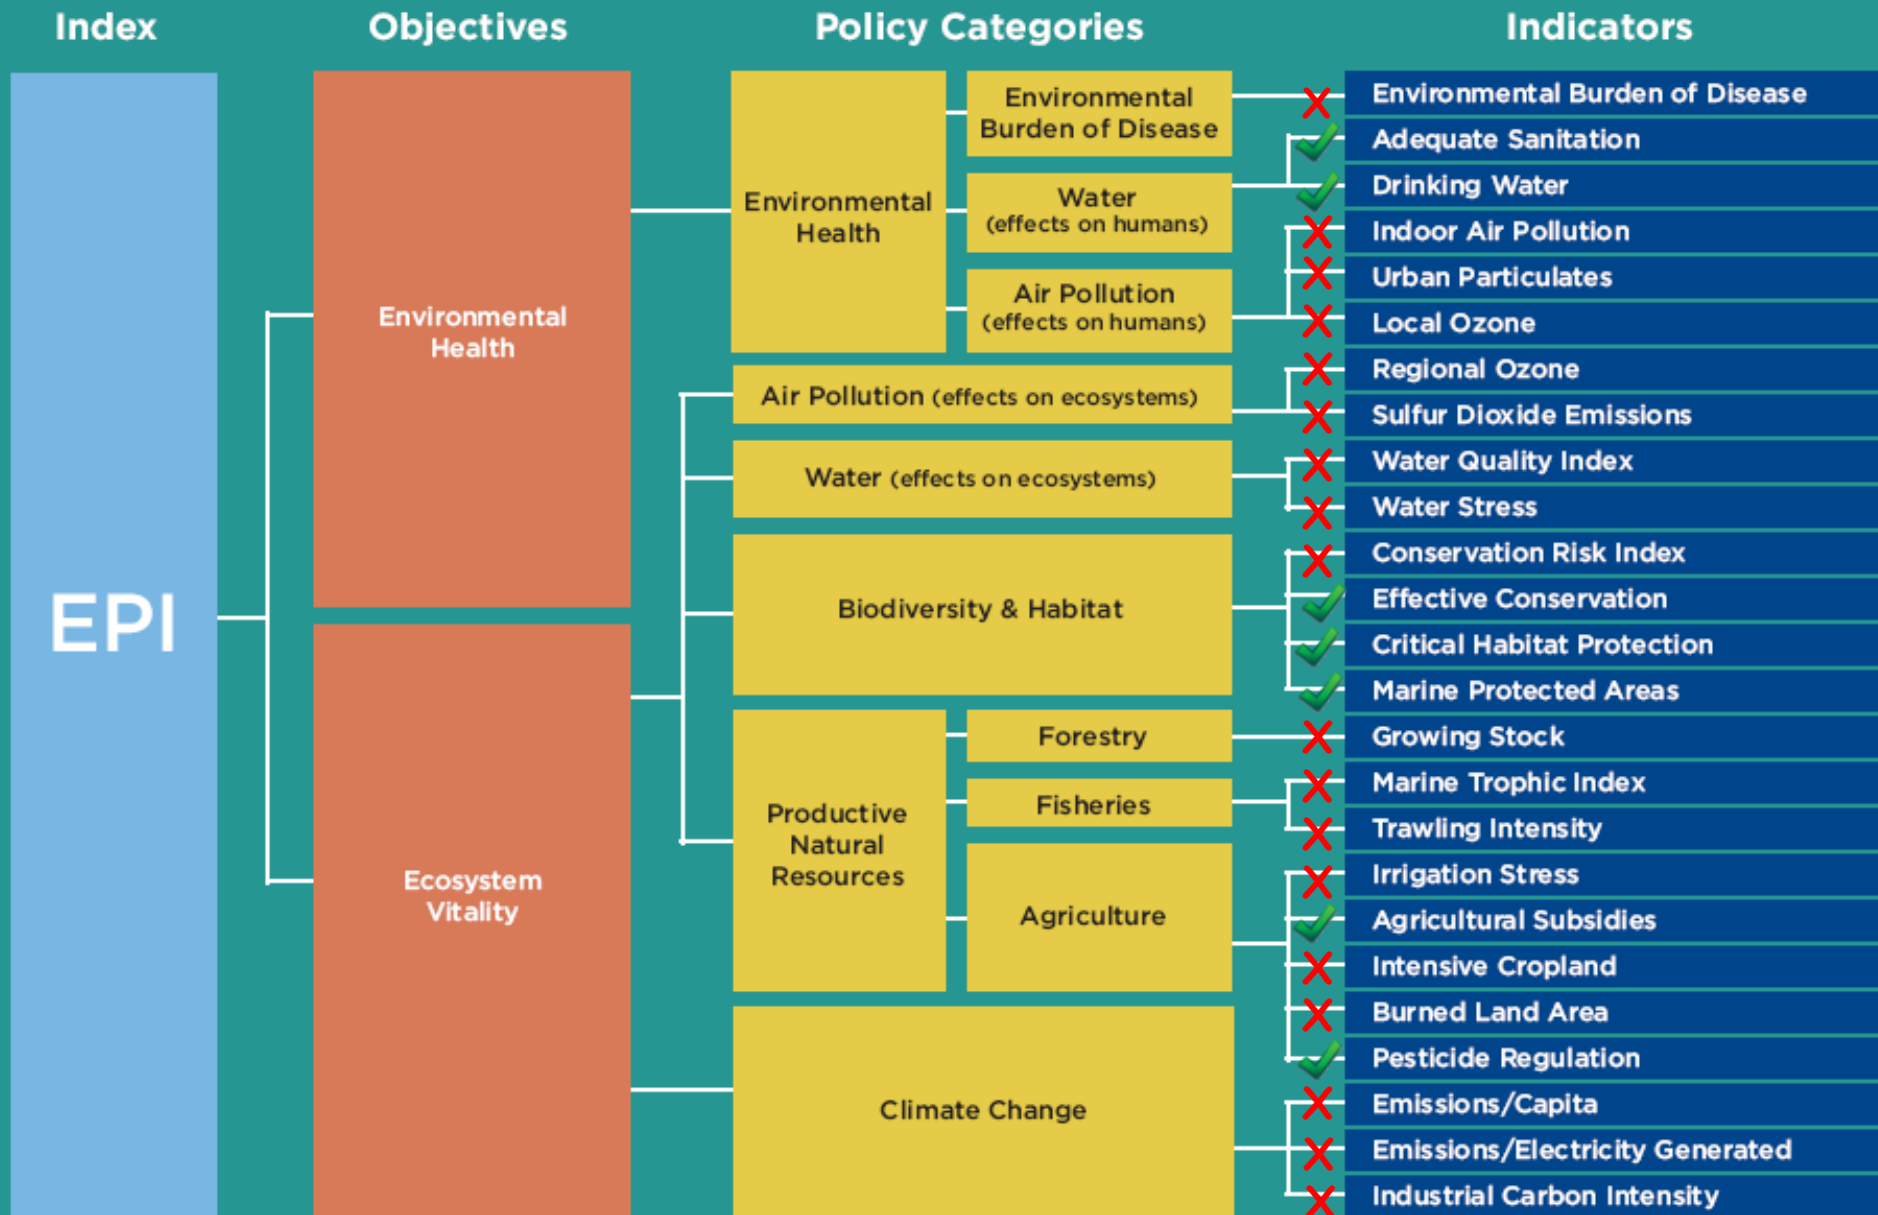 Index
Objectives
Policy Categories
Indicators
EPI
Environmental
Health
Ecosystem
Vitality
Environmental
Health
Environmental
Burden of Disease
Water
(effects on humans)
Air Pollution
(effects on humans)
Air Pollution (effects on ecosystems)
Water (effects on ecosystems)
Biodiversity & Habitat
Productive
Natural
Resources
Forestry
Fisheries
Agriculture
Climate Change
Environmental Burden of Disease
Adequate Sanitation
Drinking Water
Indoor Air Pollution
Urban Particulates
Local Ozone
Regional Ozone
Sulfur Dioxide Emissions
Water Quality Index
Water Stress
Conservation Risk Index
Effective Conservation
Critical Habitat Protection
Marine Protected Areas
Growing Stock
Marine Trophic Index
Trawling Intensity
Irrigation Stress
Agricultural Subsidies
Intensive Cropland
Burned Land Area
Pesticide Regulation
Emissions/Capita
Emissions/Electricity Generated
Industrial Carbon Intensity